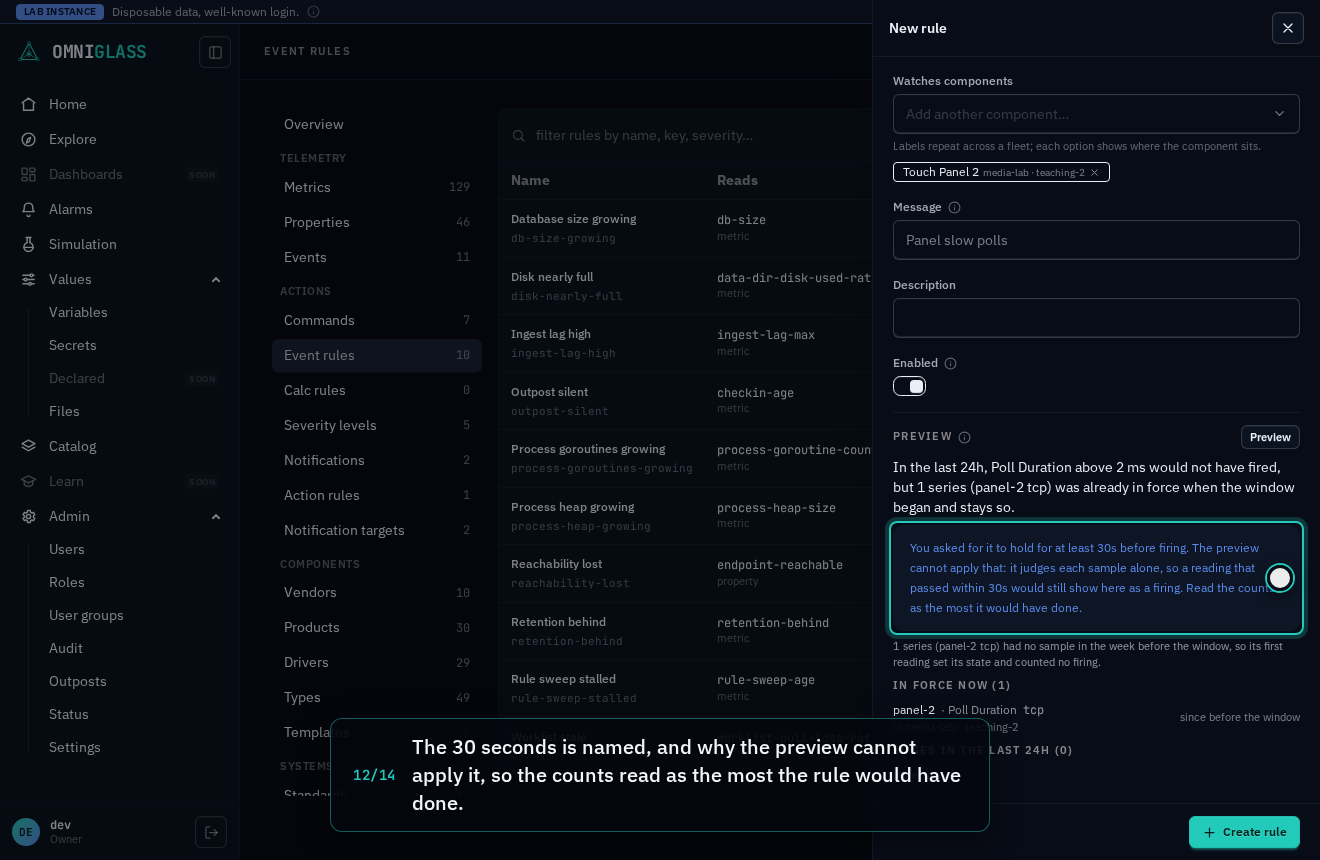 LAB INSTANCE Disposable data, well-known login.
OMNIGLASS
Home
Explore
Dashboards SOON
Alarms
Simulation
Values
Variables
Secrets
Declared SOON
Files
Catalog
Learn SOON
Admin
Users
Roles
User groups
Audit
Outposts
Status
Settings
DE dev
Owner
EVENT RULES
Overview
TELEMETRY
Metrics 129
Properties 46
Events 11
ACTIONS
Commands 7
Event rules 10
Calc rules 0
Severity levels 5
Notifications 2
Action rules 1
Notification targets 2
COMPONENTS
Vendors 10
Products 30
Drivers 29
Types 49
Templates
SYSTEMS
Standards
filter rules by name, key, severity...
Name Reads
Database size growing db-size
db-size-growing metric
Disk nearly full data-dir-disk-used-rat
disk-nearly-full metric
Ingest lag high ingest-lag-max
ingest-lag-high metric
Outpost silent checkin-age
outpost-silent metric
Process goroutines growing process-goroutine-coun
process-goroutines-growing metric
Process heap growing process-heap-size
process-heap-growing metric
Reachability lost endpoint-reachable
reachability-lost property
Retention behind retention-behind
retention-behind metric
Rule sweep stalled rule-sweep-age
rule-sweep-stalled metric
New rule
Watches components
Add another component...
Labels repeat across a fleet; each option shows where the component sits.
Touch Panel 2 media-lab · teaching-2
Message
Panel slow polls
Description
Enabled
PREVIEW Preview
In the last 24h, Poll Duration above 2 ms would not have fired,
but 1 series (panel-2 tcp) was already in force when the window
began and stays so.
You asked for it to hold for at least 30s before firing. The preview
cannot apply that: it judges each sample alone, so a reading that
passed within 30s would still show here as a firing. Read the counts
as the most it would have done.
1 series (panel-2 tcp) had no sample in the week before the window, so its first
reading set its state and counted no firing.
IN FORCE NOW (1)
panel-2 · Poll Duration tcp since before the window
media-lab · teaching-2
LAST 24H (0)
12/14 The 30 seconds is named, and why the preview cannot
apply it, so the counts read as the most the rule would have
done.
Create rule